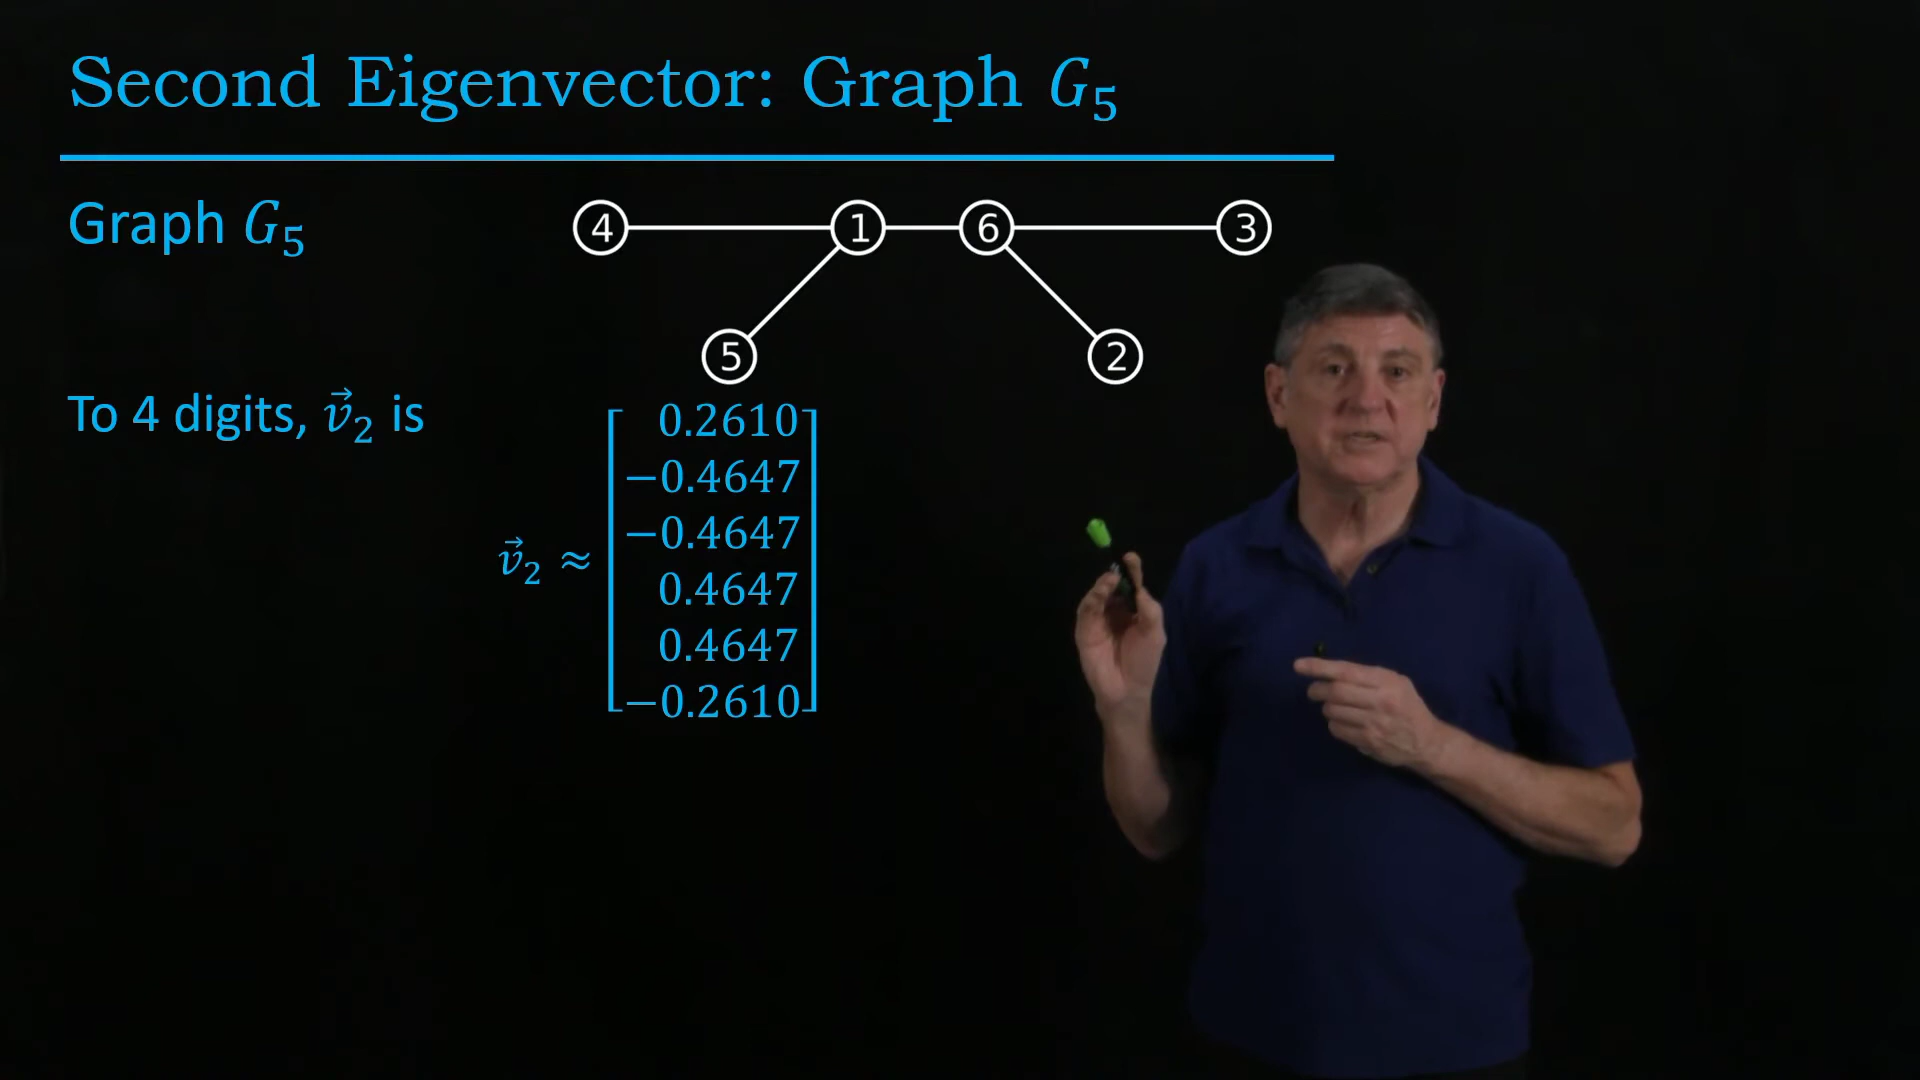 Second Eigenvector: Graph G₅
Graph G₅
4 1 6 3
5 2
To 4 digits, v⃗₂ is
v⃗₂ ≈
0.2610
−0.4647
−0.4647
0.4647
0.4647
−0.2610